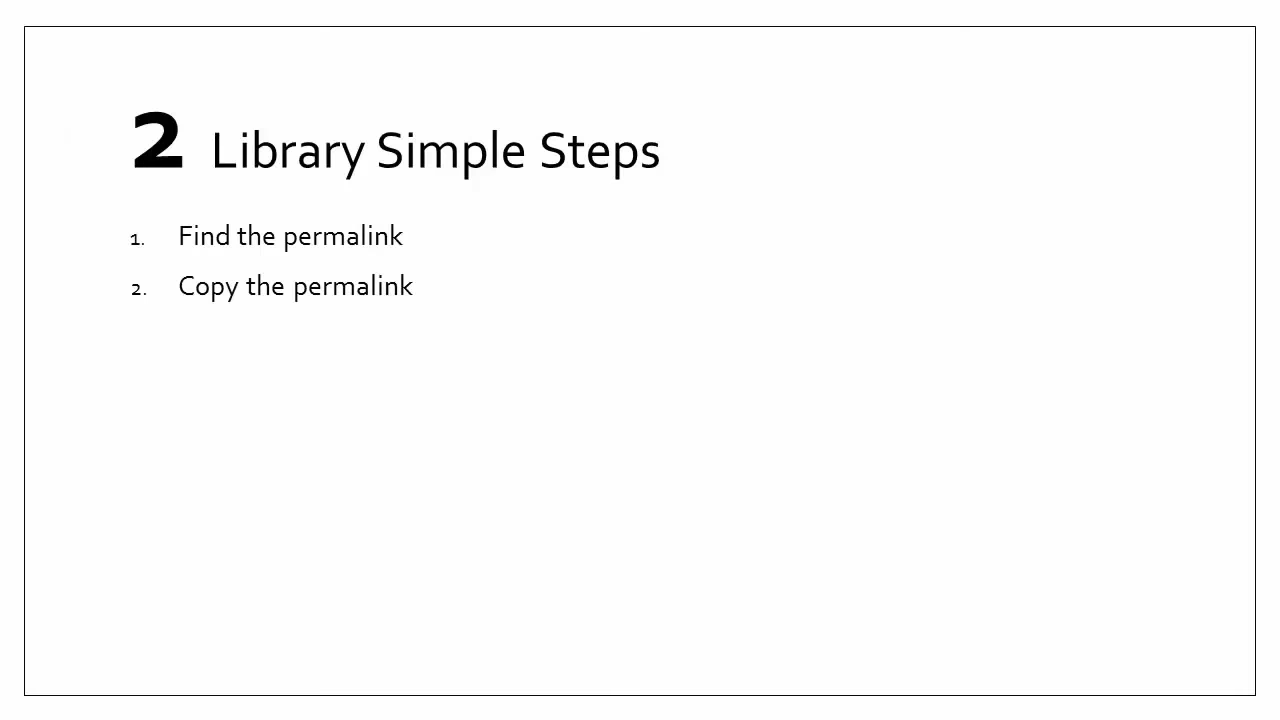 2 Library Simple Steps
1. Find the permalink
2. Copy the permalink